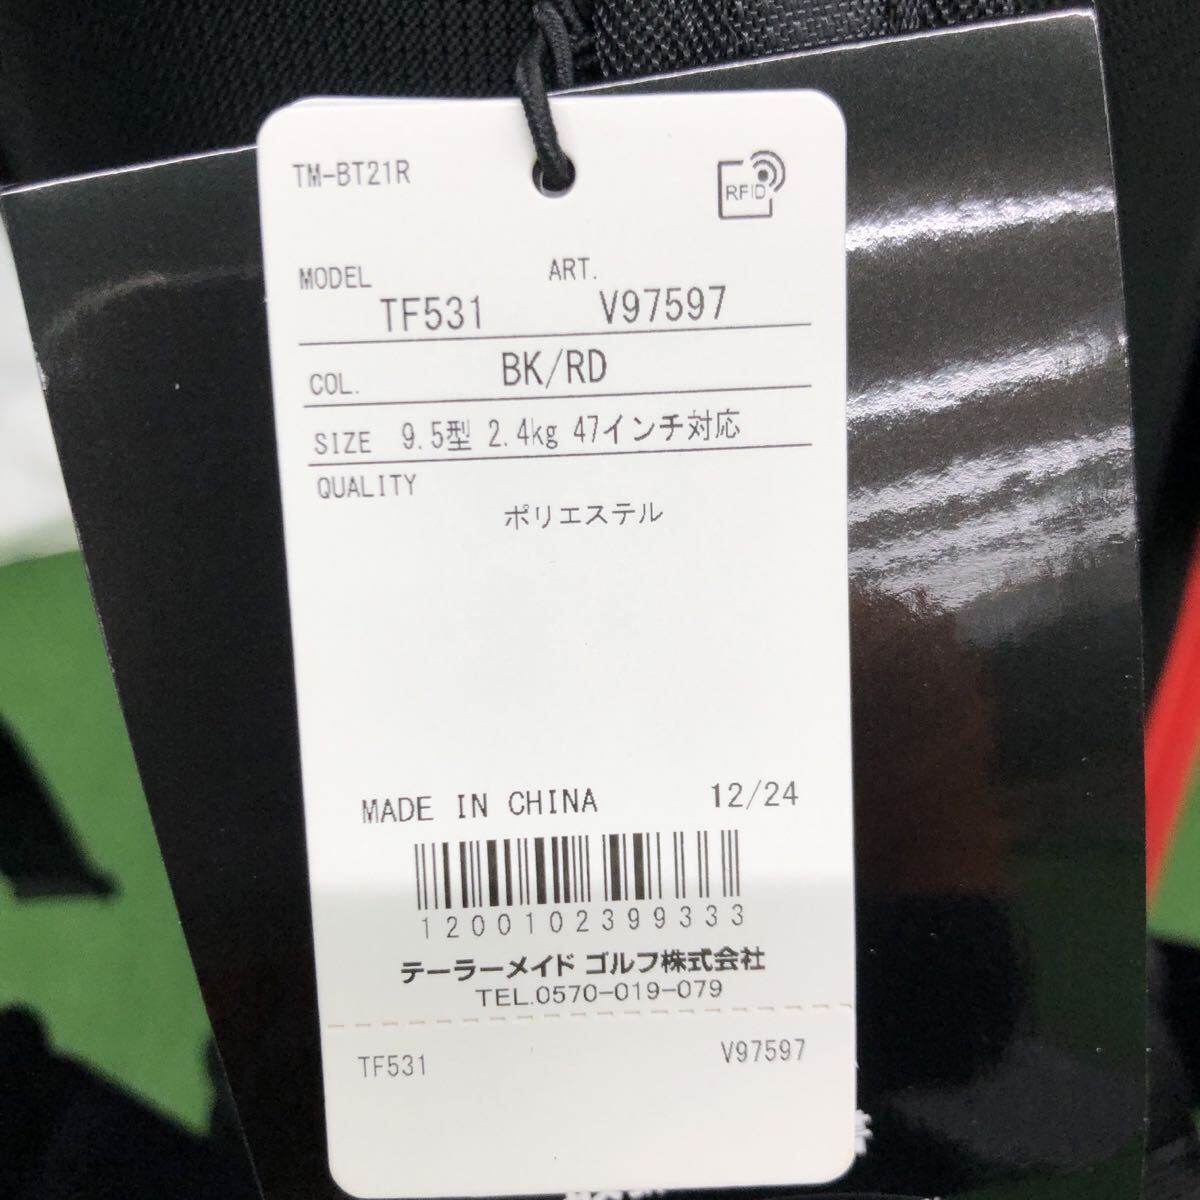 TM-BT21R
RFID
MODEL TF531 ART. V97597
COL. BK/RD
SIZE 9.5型 2.4kg 47インチ対応
QUALITY
ポリエステル
MADE IN CHINA 12/24
1200102399333
テーラーメイド ゴルフ株式会社
TEL.0570-019-079
TF531 V97597